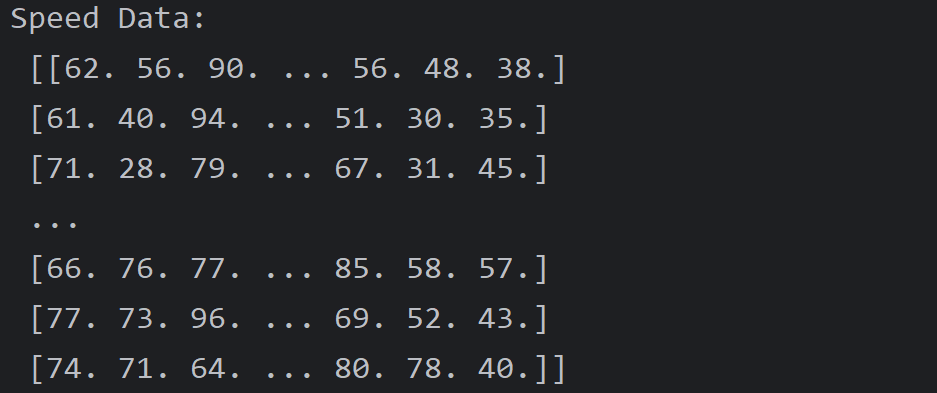 Speed Data:
[[62. 56. 90. ... 56. 48. 38.]
[61. 40. 94. ... 51. 30. 35.]
[71. 28. 79. ... 67. 31. 45.]
...
[66. 76. 77. ... 85. 58. 57.]
[77. 73. 96. ... 69. 52. 43.]
[74. 71. 64. ... 80. 78. 40.]]